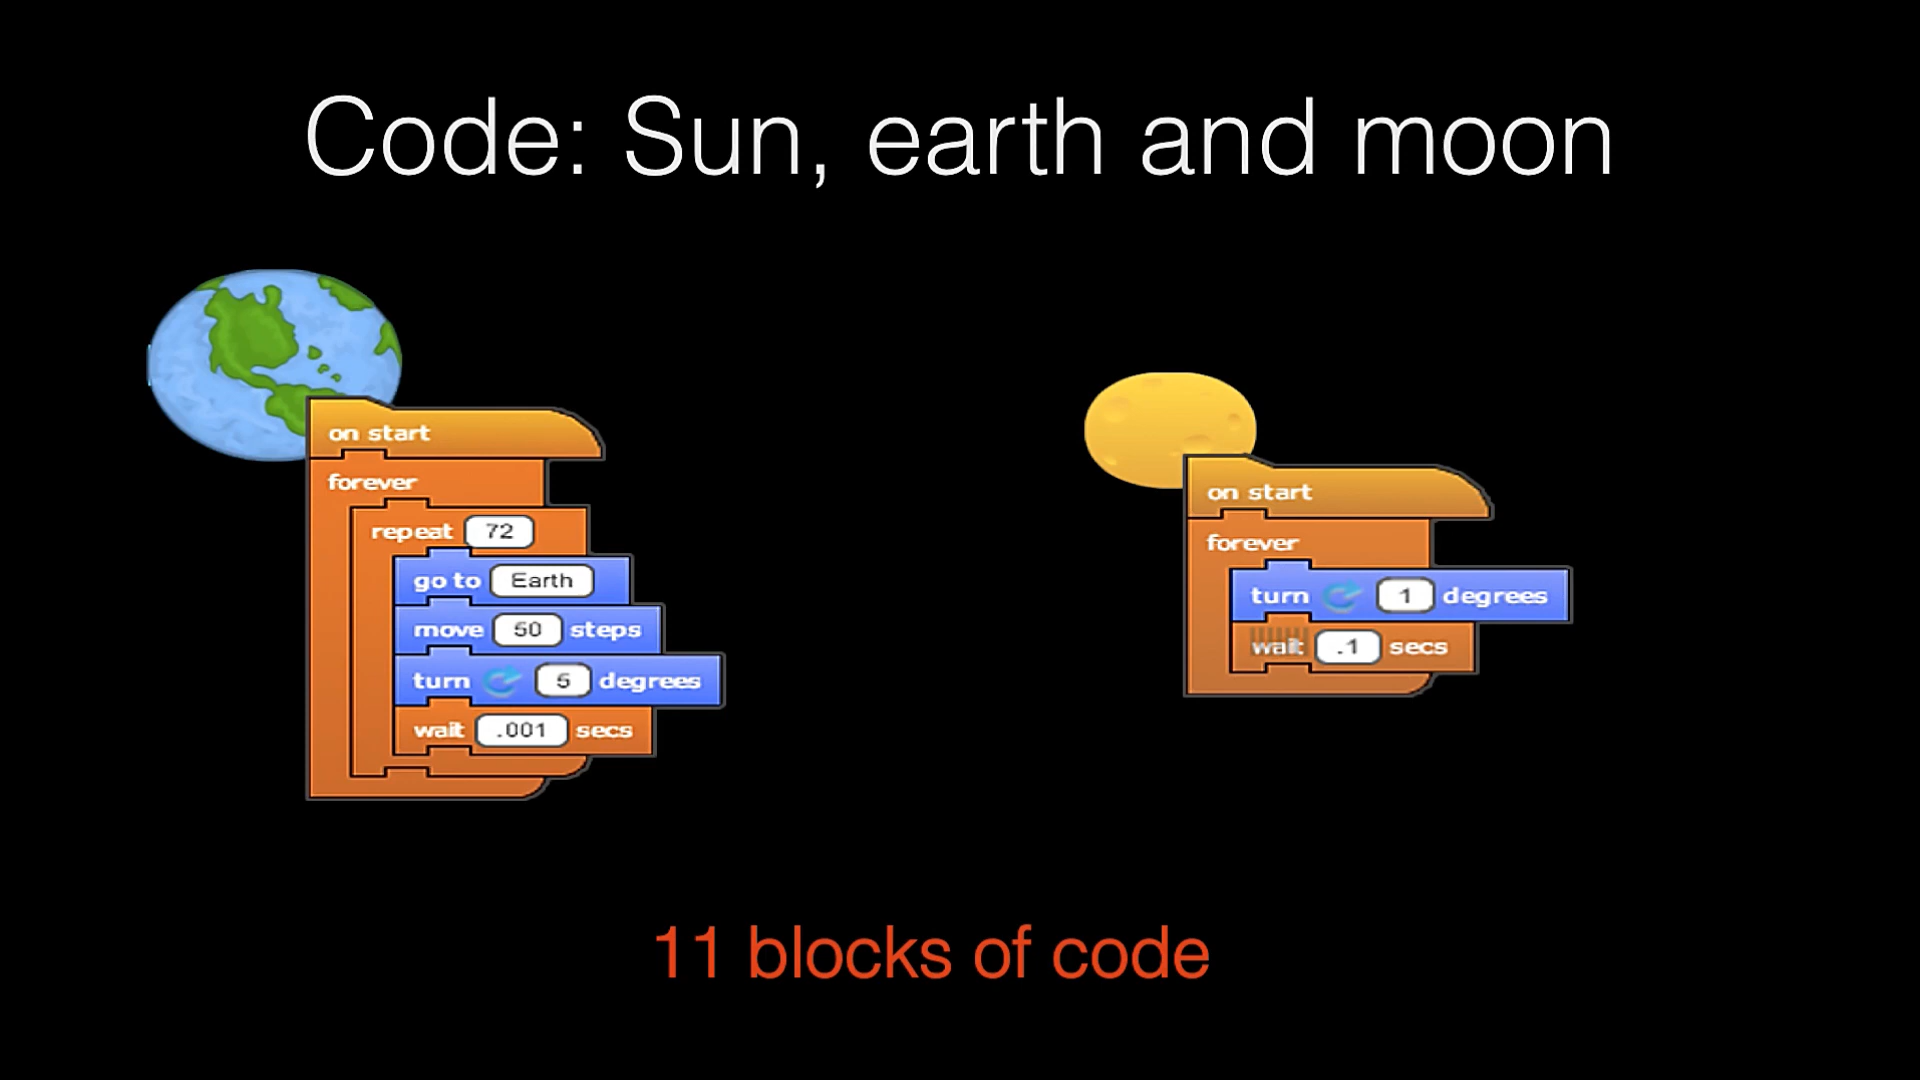 Code: Sun, earth and moon
on start
forever
repeat 72
go to Earth
move 50 steps
turn 5 degrees
wait .001 secs
on start
forever
turn 1 degrees
wait .1 secs
11 blocks of code